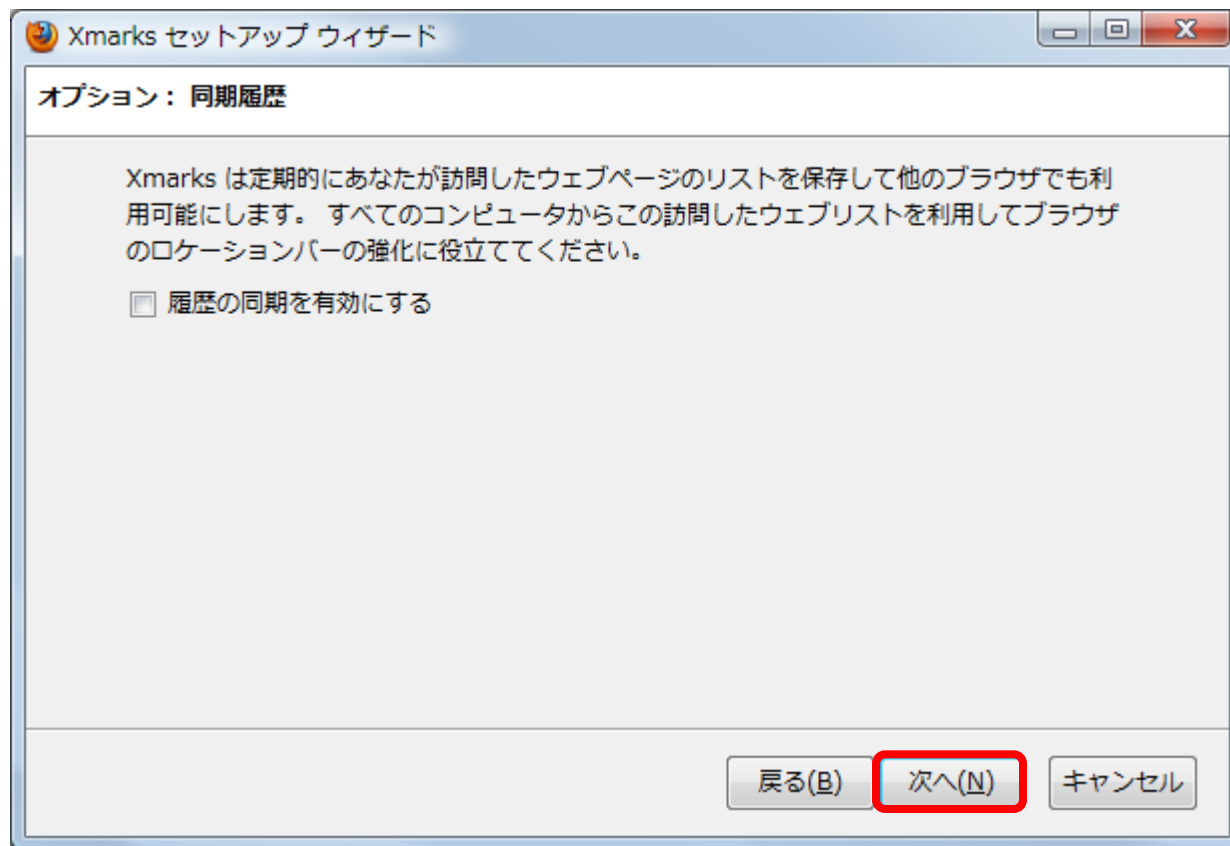 Xmarks セットアップ ウィザード
オプション： 同期履歴
Xmarks は定期的にあなたが訪問したウェブページのリストを保存して他のブラウザでも利
用可能にします。 すべてのコンピュータからこの訪問したウェブリストを利用してブラウザ
のロケーションバーの強化に役立ててください。
履歴の同期を有効にする
戻る(B) 次へ(N) キャンセル